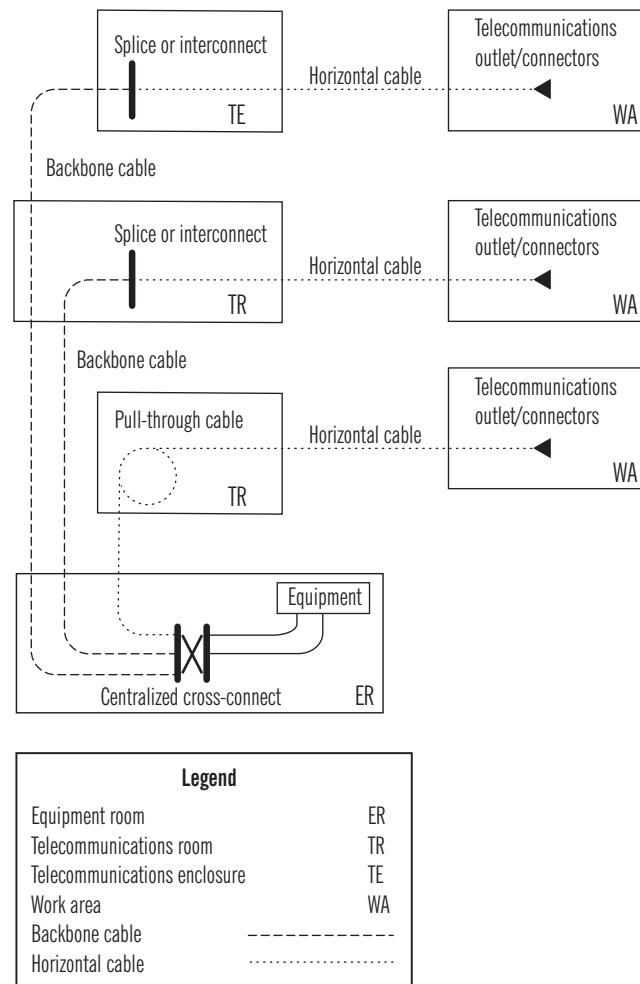 Splice or interconnect
TE
Horizontal cable
Telecommunications
outlet/connectors
WA
Backbone cable
Splice or interconnect
TR
Horizontal cable
Telecommunications
outlet/connectors
WA
Backbone cable
Pull-through cable
TR
Horizontal cable
Telecommunications
outlet/connectors
WA
Equipment
Centralized cross-connect
ER
Legend
Equipment room ER
Telecommunications room TR
Telecommunications enclosure TE
Work area WA
Backbone cable
Horizontal cable